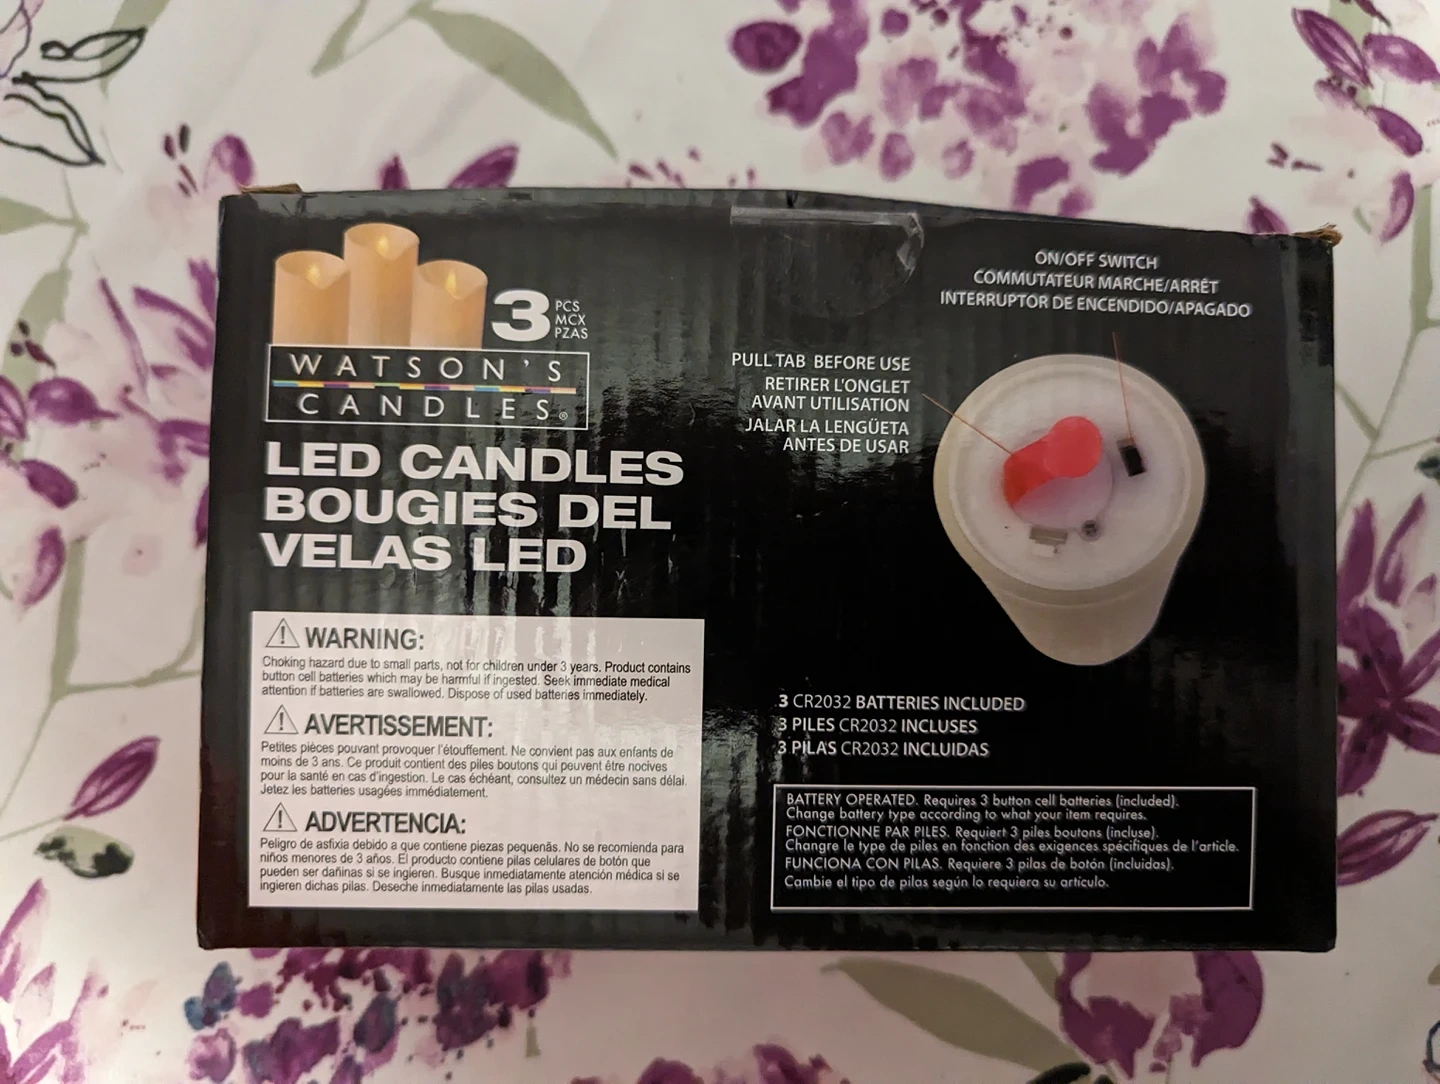 3 PCS
MCX
PZAS
WATSON'S
CANDLES®
LED CANDLES
BOUGIES DEL
VELAS LED
WARNING:
Choking hazard due to small parts, not for children under 3 years. Product contains
button cell batteries which may be harmful if ingested. Seek immediate medical
attention if batteries are swallowed. Dispose of used batteries immediately.
AVERTISSEMENT:
Petites pièces pouvant provoquer l'étouffement. Ne convient pas aux enfants de
moins de 3 ans. Ce produit contient des piles boutons qui peuvent être nocives
pour la santé en cas d'ingestion. Le cas échéant, consultez un médecin sans délai.
Jetez les batteries usagées immédiatement.
ADVERTENCIA:
Peligro de asfixia debido a que contiene piezas pequeñas. No se recomienda para
niños menores de 3 años. El producto contiene pilas celulares de botón que
pueden ser dañinas si se ingieren. Busque inmediatamente atención médica si se
ingieren dichas pilas. Deseche inmediatamente las pilas usadas.
ON/OFF SWITCH
COMMUTATEUR MARCHE/ARRÊT
INTERRUPTOR DE ENCENDIDO/APAGADO
PULL TAB BEFORE USE
RETIRER L'ONGLET
AVANT UTILISATION
JALAR LA LENGÜETA
ANTES DE USAR
3 CR2032 BATTERIES INCLUDED
3 PILES CR2032 INCLUSES
3 PILAS CR2032 INCLUIDAS
BATTERY OPERATED. Requires 3 button cell batteries (included).
Change battery type according to what your item requires.
FONCTIONNE PAR PILES. Requiert 3 piles boutons (incluse).
Changre le type de piles en fonction des exigences spécifiques de l'article.
FUNCIONA CON PILAS. Requiere 3 pilas de botón (incluidas).
Cambie el tipo de pilas según lo requiera su artículo.